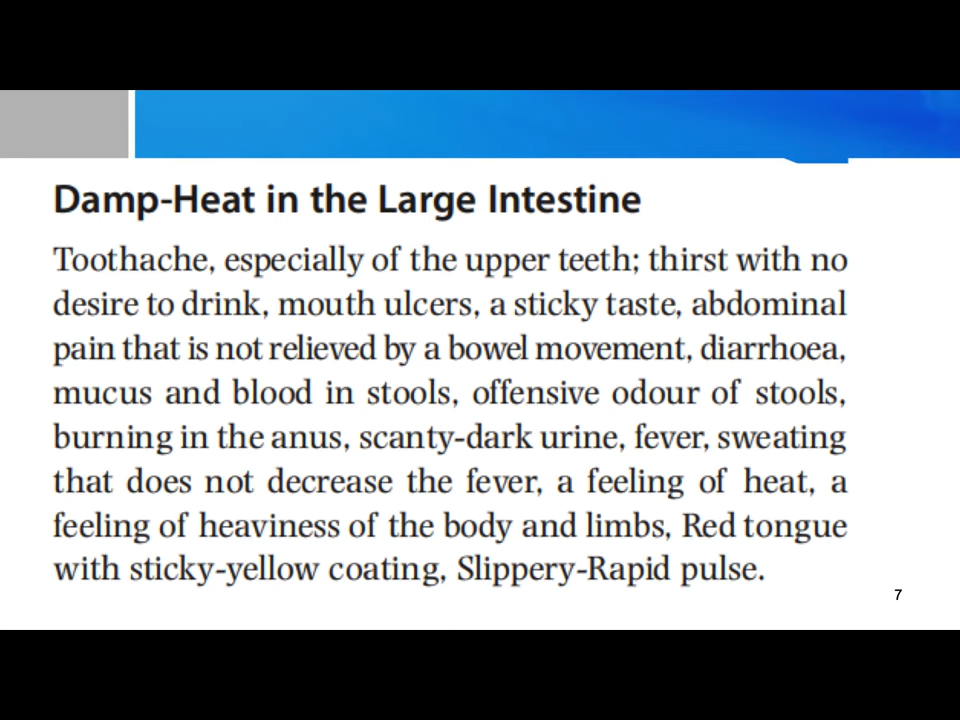 Damp-Heat in the Large Intestine
Toothache, especially of the upper teeth; thirst with no
desire to drink, mouth ulcers, a sticky taste, abdominal
pain that is not relieved by a bowel movement, diarrhoea,
mucus and blood in stools, offensive odour of stools,
burning in the anus, scanty-dark urine, fever, sweating
that does not decrease the fever, a feeling of heat, a
feeling of heaviness of the body and limbs, Red tongue
with sticky-yellow coating, Slippery-Rapid pulse.
7